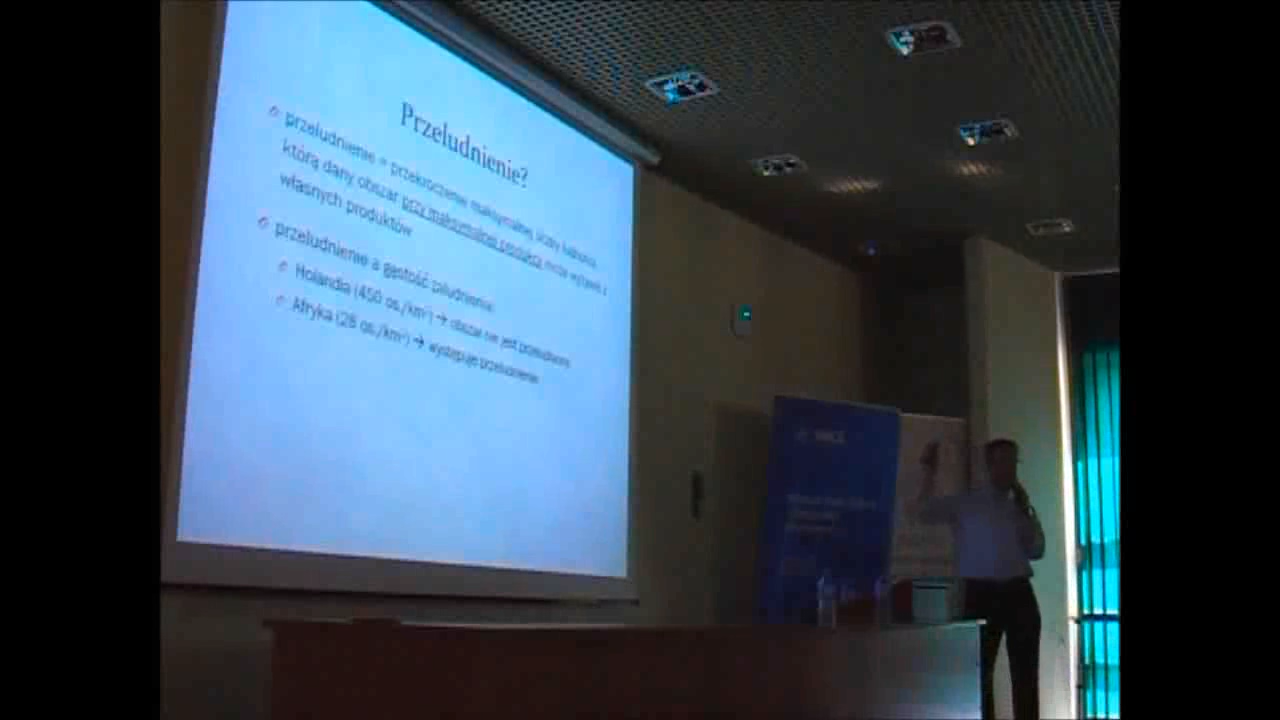 Przeludnienie?
przeludnienie = przekroczenie maksymalnej liczby ludności,
którą dany obszar przy maksymalnej produkcji może wyżywić z
własnych produktów
przeludnienie a gęstość zaludnienia:
Holandia (450 os./km²) → obszar nie jest przeludniony
Afryka (28 os./km²) → występuje przeludnienie